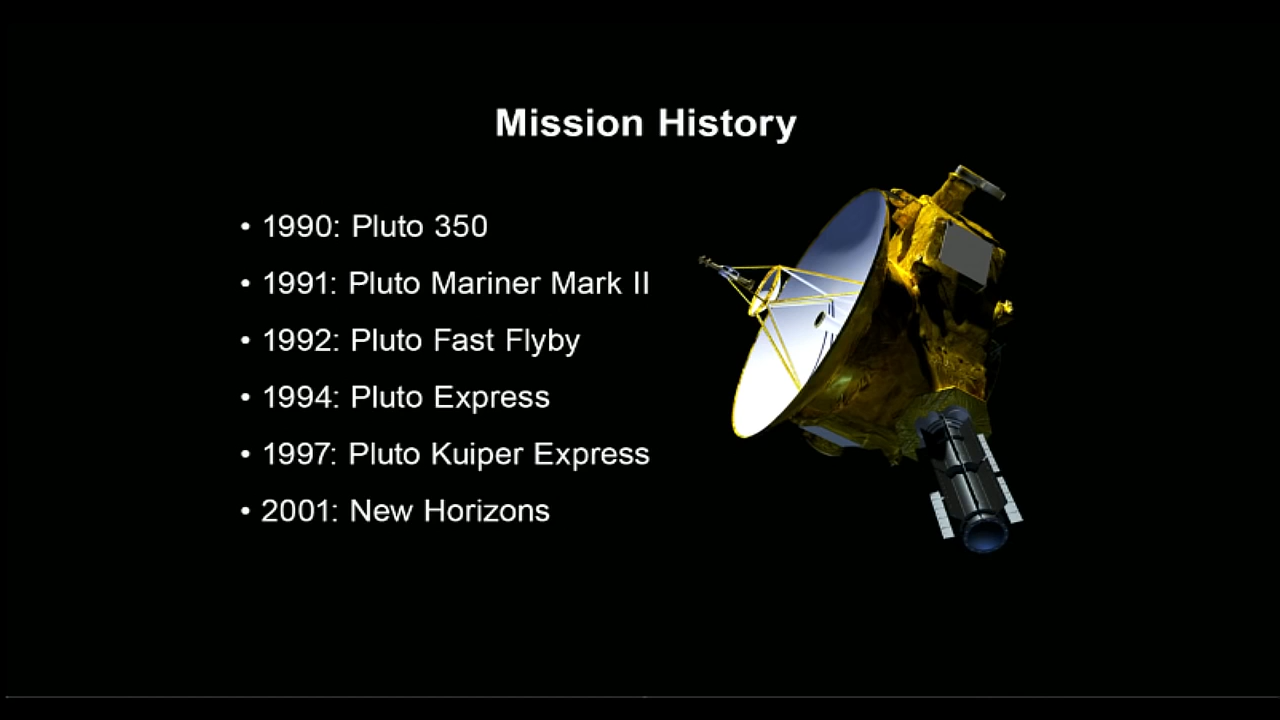 Mission History
• 1990: Pluto 350
• 1991: Pluto Mariner Mark II
• 1992: Pluto Fast Flyby
• 1994: Pluto Express
• 1997: Pluto Kuiper Express
• 2001: New Horizons